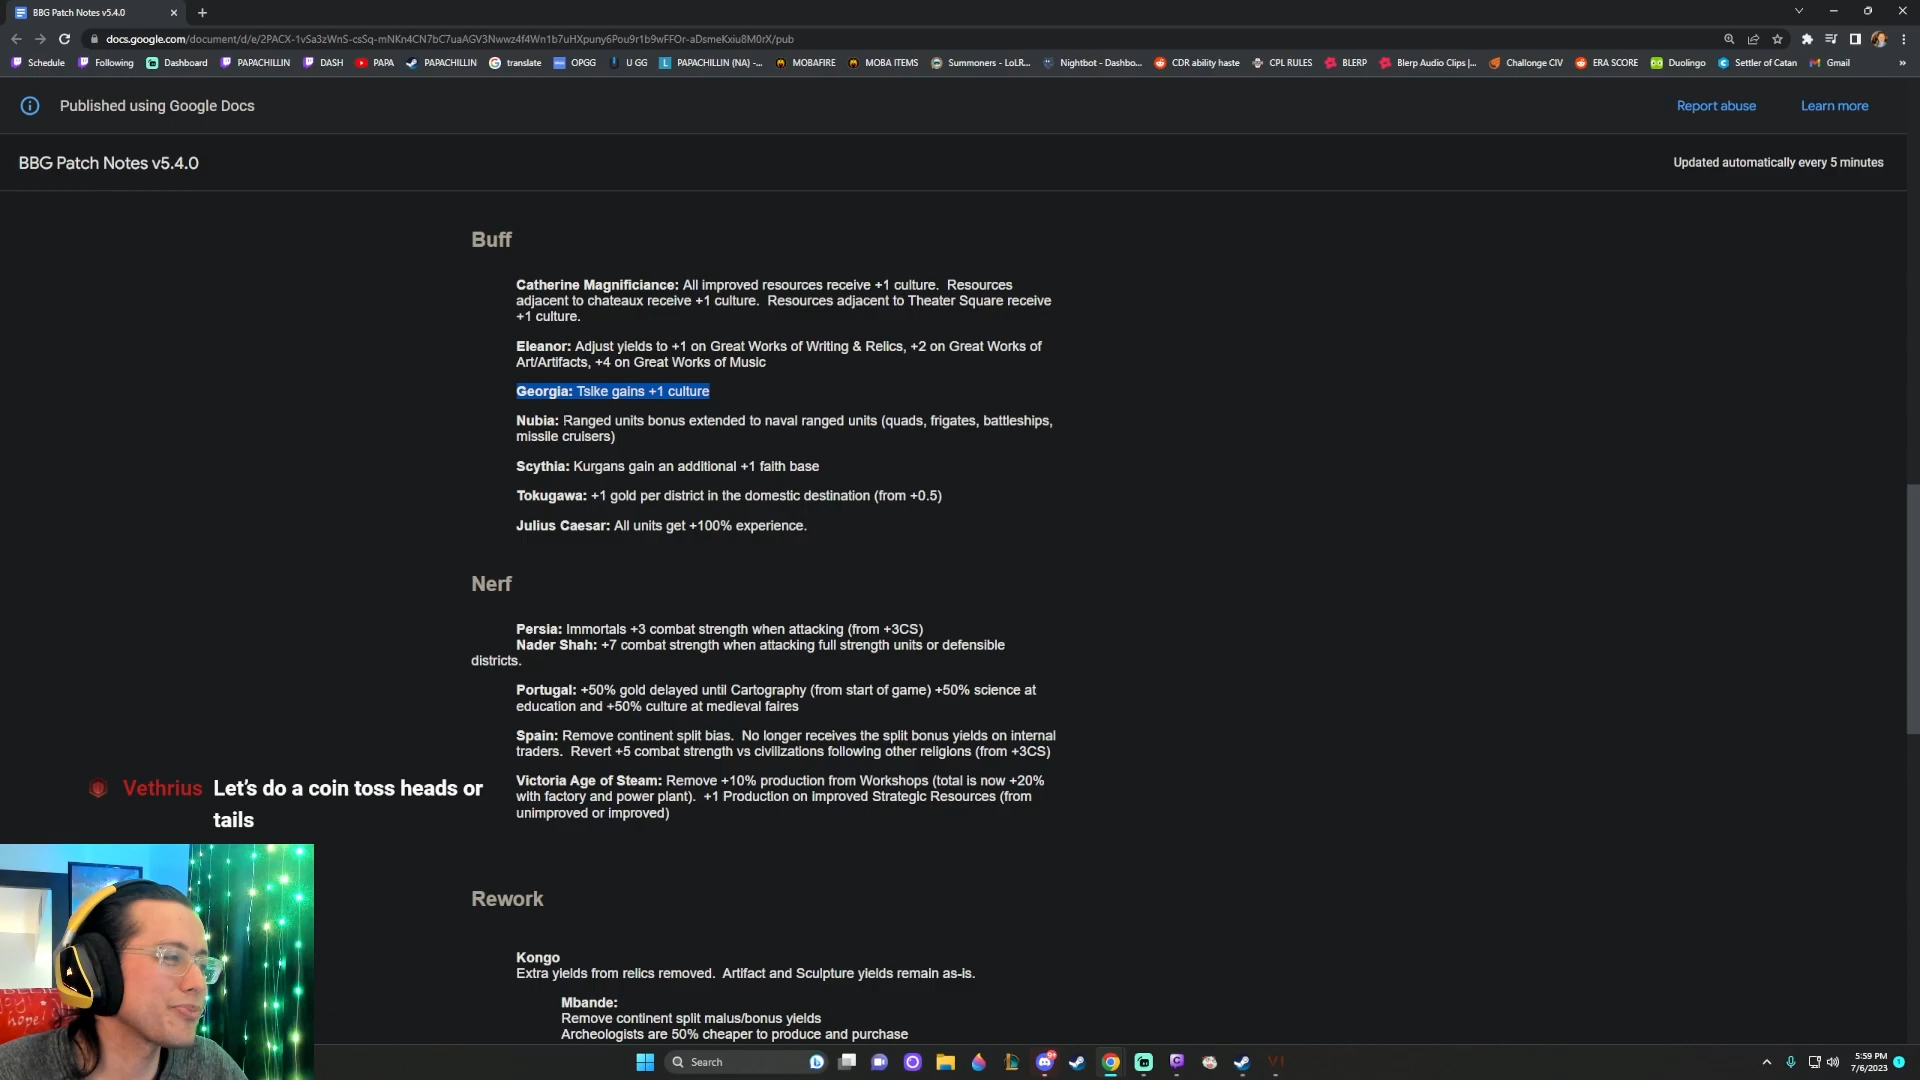 BBG Patch Notes v5.4.0
docs.google.com/document/d/e/2PACX-1vSa3zWnS-csSq-mNKn4CN7bC7uaAGV3Nwwz4f4Wn1b7uHXpuny6Pou9r1b9wFFOr-aDsmeKxiu8M0rX/pub
Schedule Following Dashboard PAPACHILLIN DASH PAPA PAPACHILLIN translate OPGG U GG PAPACHILLIN (NA) -... MOBAFIRE MOBA ITEMS Summoners - LoLR... Nightbot - Dashbo... CDR ability haste CPL RULES BLERP Blerp Audio Clips |... Challonge CIV ERA SCORE Duolingo Settler of Catan Gmail
Published using Google Docs
Report abuse Learn more
BBG Patch Notes v5.4.0
Updated automatically every 5 minutes
Buff
Catherine Magnificiance: All improved resources receive +1 culture. Resources
adjacent to chateaux receive +1 culture. Resources adjacent to Theater Square receive
+1 culture.
Eleanor: Adjust yields to +1 on Great Works of Writing & Relics, +2 on Great Works of
Art/Artifacts, +4 on Great Works of Music
Georgia: Tsike gains +1 culture
Nubia: Ranged units bonus extended to naval ranged units (quads, frigates, battleships,
missile cruisers)
Scythia: Kurgans gain an additional +1 faith base
Tokugawa: +1 gold per district in the domestic destination (from +0.5)
Julius Caesar: All units get +100% experience.
Nerf
Persia: Immortals +3 combat strength when attacking (from +3CS)
Nader Shah: +7 combat strength when attacking full strength units or defensible
districts.
Portugal: +50% gold delayed until Cartography (from start of game) +50% science at
education and +50% culture at medieval faires
Spain: Remove continent split bias. No longer receives the split bonus yields on internal
traders. Revert +5 combat strength vs civilizations following other religions (from +3CS)
Victoria Age of Steam: Remove +10% production from Workshops (total is now +20%
with factory and power plant). +1 Production on improved Strategic Resources (from
unimproved or improved)
Vethrius Let's do a coin toss heads or
tails
Rework
Kongo
Extra yields from relics removed. Artifact and Sculpture yields remain as-is.
Mbande:
Remove continent split malus/bonus yields
Archeologists are 50% cheaper to produce and purchase
hope!
Search
5:59 PM
7/6/2023